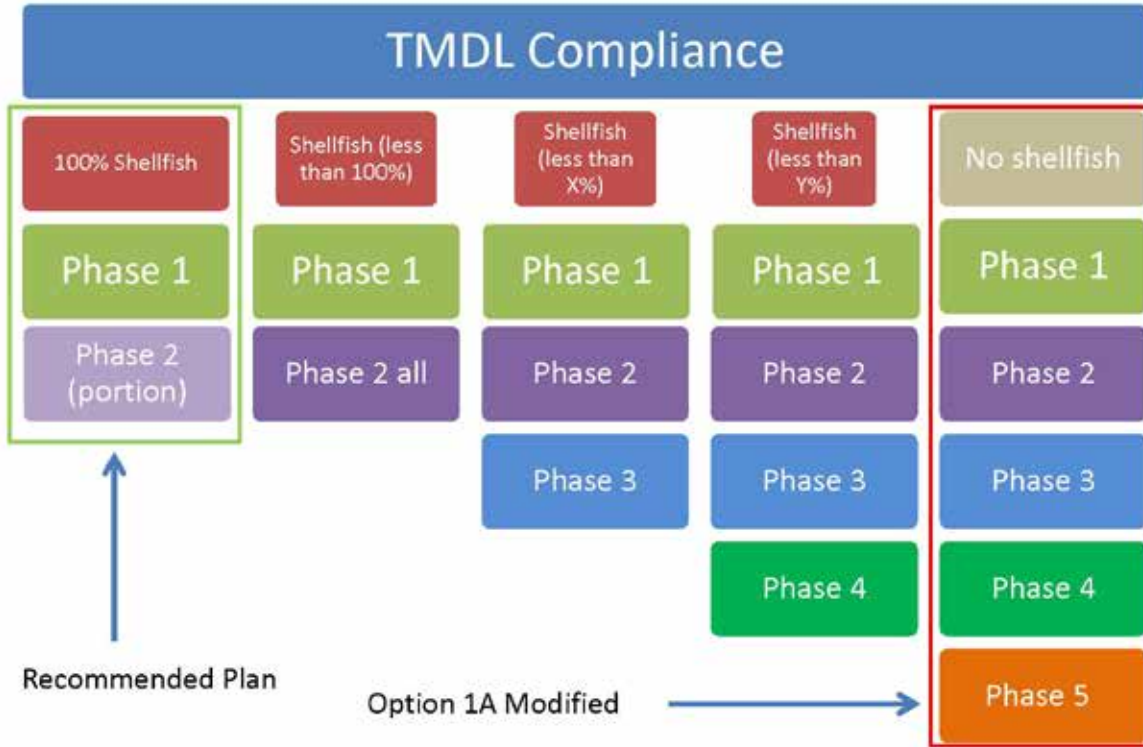 TMDL Compliance
100% Shellfish
Shellfish (less
than 100%)
Shellfish
(less than
X%)
Shellfish
(less than
Y%)
No shellfish
Phase 1
Phase 1
Phase 1
Phase 1
Phase 1
Phase 2
(portion)
Phase 2 all
Phase 2
Phase 2
Phase 2
Phase 3
Phase 3
Phase 3
Phase 4
Phase 4
Recommended Plan
Option 1A Modified
Phase 5